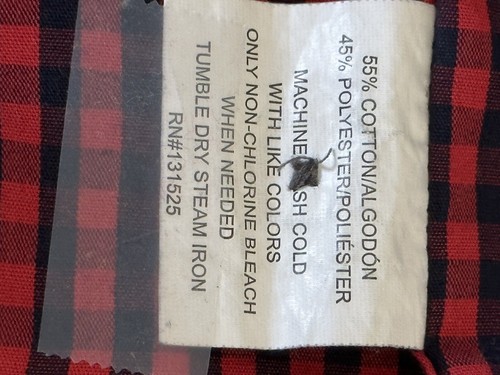 55% COTTON/ALGODÓN
45% POLYESTER/POLIÉSTER
MACHINE SH COLD
WITH LIKE COLORS
ONLY NON-CHLORINE BLEACH
WHEN NEEDED
TUMBLE DRY STEAM IRON
RN#131525